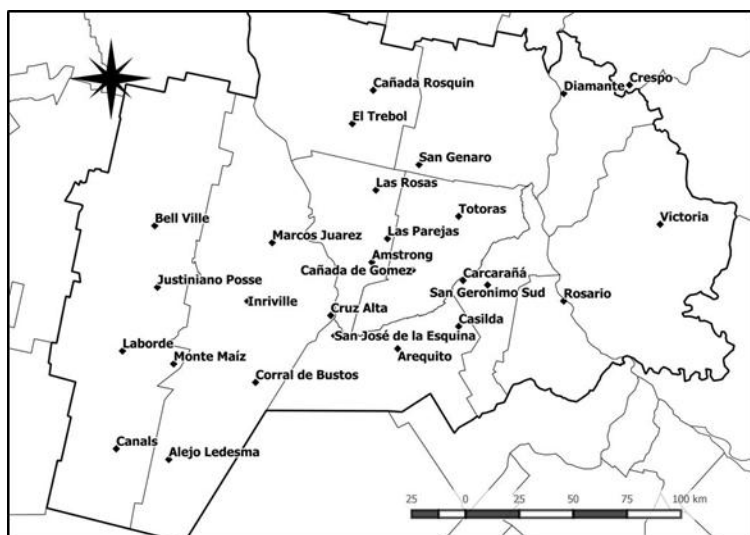 Cañada Rosquin
Diamante
Crespo
El Trebol
San Genaro
Las Rosas
Totoras
Bell Ville
Victoria
Marcos Juarez
Las Parejas
Amstrong
Cañada de Gomez
Carcarañá
Justiniano Posse
San Geronimo Sud
Inriville
Rosario
Cruz Alta
Casilda
San José de la Esquina
Laborde
Arequito
Monte Maíz
Corral de Bustos
Canals
Alejo Ledesma
25 0 25 50 75 100 km